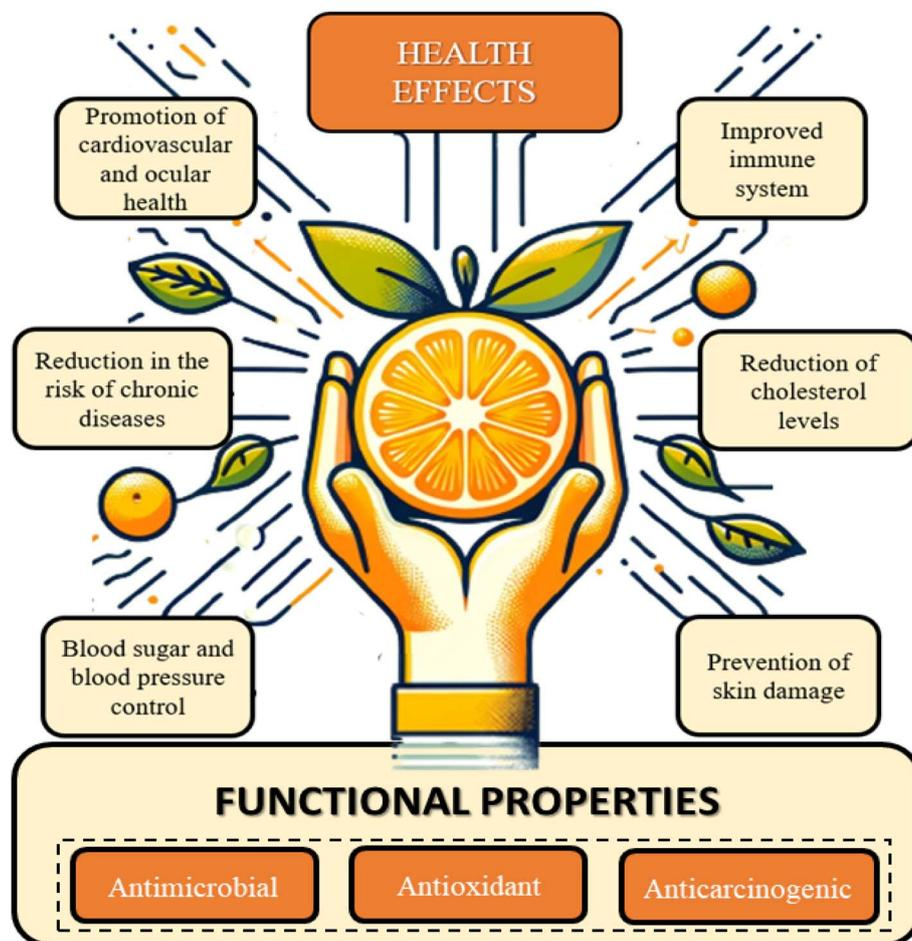 HEALTH
EFFECTS
Promotion of
cardiovascular
and ocular
health
Improved
immune
system
Reduction in the
risk of chronic
diseases
Reduction of
cholesterol
levels
Blood sugar and
blood pressure
control
Prevention of
skin damage
FUNCTIONAL PROPERTIES
Antimicrobial
Antioxidant
Anticarcinogenic